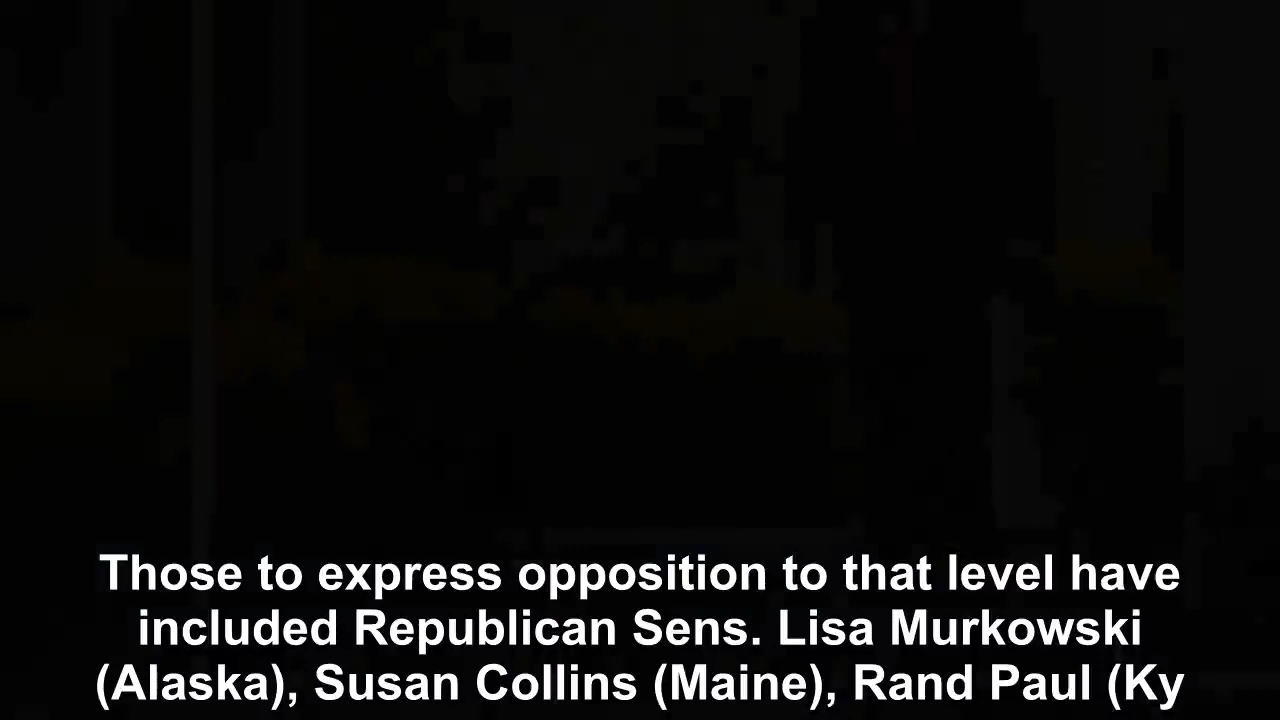 Those to express opposition to that level have
included Republican Sens. Lisa Murkowski
(Alaska), Susan Collins (Maine), Rand Paul (Ky